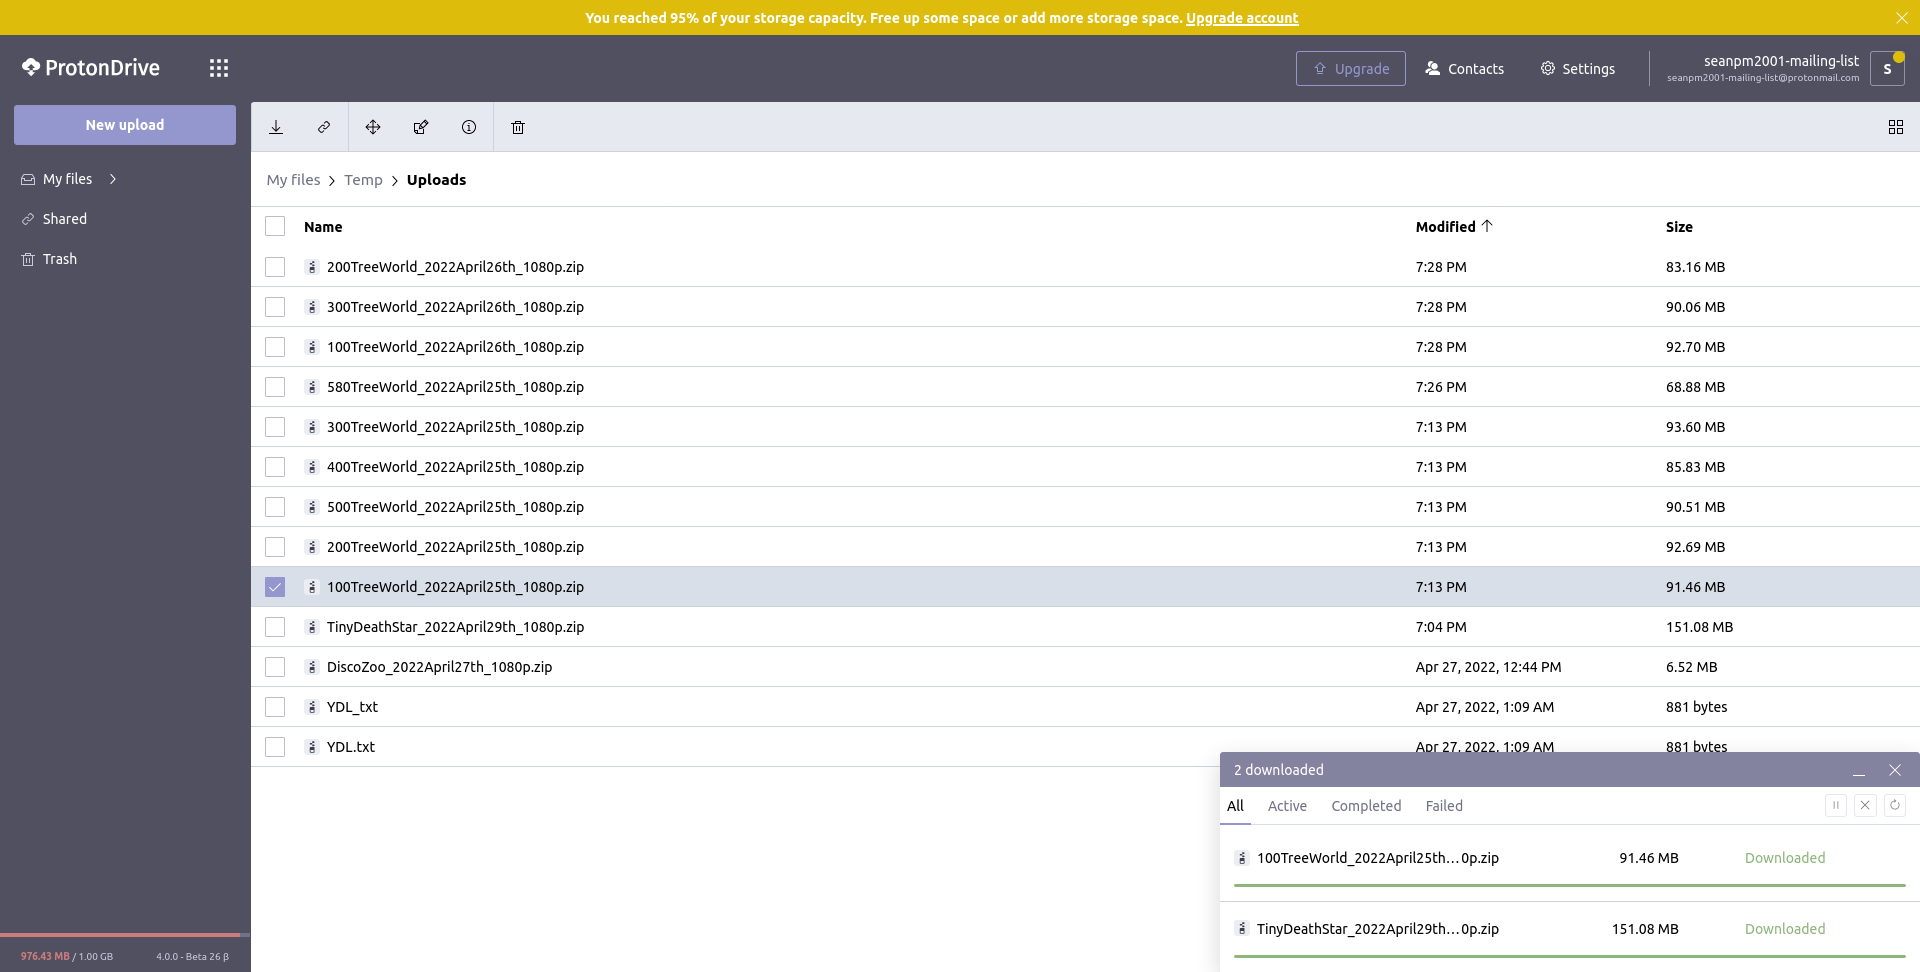 You reached 95% of your storage capacity. Free up some space or add more storage space. Upgrade account
ProtonDrive
Upgrade
Contacts
Settings
seanpm2001-mailing-list
seanpm2001-mailing-list@protonmail.com
S
New upload
My files
Shared
Trash
My files > Temp > Uploads
Name Modified Size
200TreeWorld_2022April26th_1080p.zip 7:28 PM 83.16 MB
300TreeWorld_2022April26th_1080p.zip 7:28 PM 90.06 MB
100TreeWorld_2022April26th_1080p.zip 7:28 PM 92.70 MB
580TreeWorld_2022April25th_1080p.zip 7:26 PM 68.88 MB
300TreeWorld_2022April25th_1080p.zip 7:13 PM 93.60 MB
400TreeWorld_2022April25th_1080p.zip 7:13 PM 85.83 MB
500TreeWorld_2022April25th_1080p.zip 7:13 PM 90.51 MB
200TreeWorld_2022April25th_1080p.zip 7:13 PM 92.69 MB
100TreeWorld_2022April25th_1080p.zip 7:13 PM 91.46 MB
TinyDeathStar_2022April29th_1080p.zip 7:04 PM 151.08 MB
DiscoZoo_2022April27th_1080p.zip Apr 27, 2022, 12:44 PM 6.52 MB
YDL_txt Apr 27, 2022, 1:09 AM 881 bytes
YDL.txt Apr 27, 2022, 1:09 AM 881 bytes
2 downloaded
All Active Completed Failed
100TreeWorld_2022April25th...0p.zip 91.46 MB Downloaded
TinyDeathStar_2022April29th...0p.zip 151.08 MB Downloaded
976.43 MB / 1.00 GB 4.0.0 - Beta 26 β